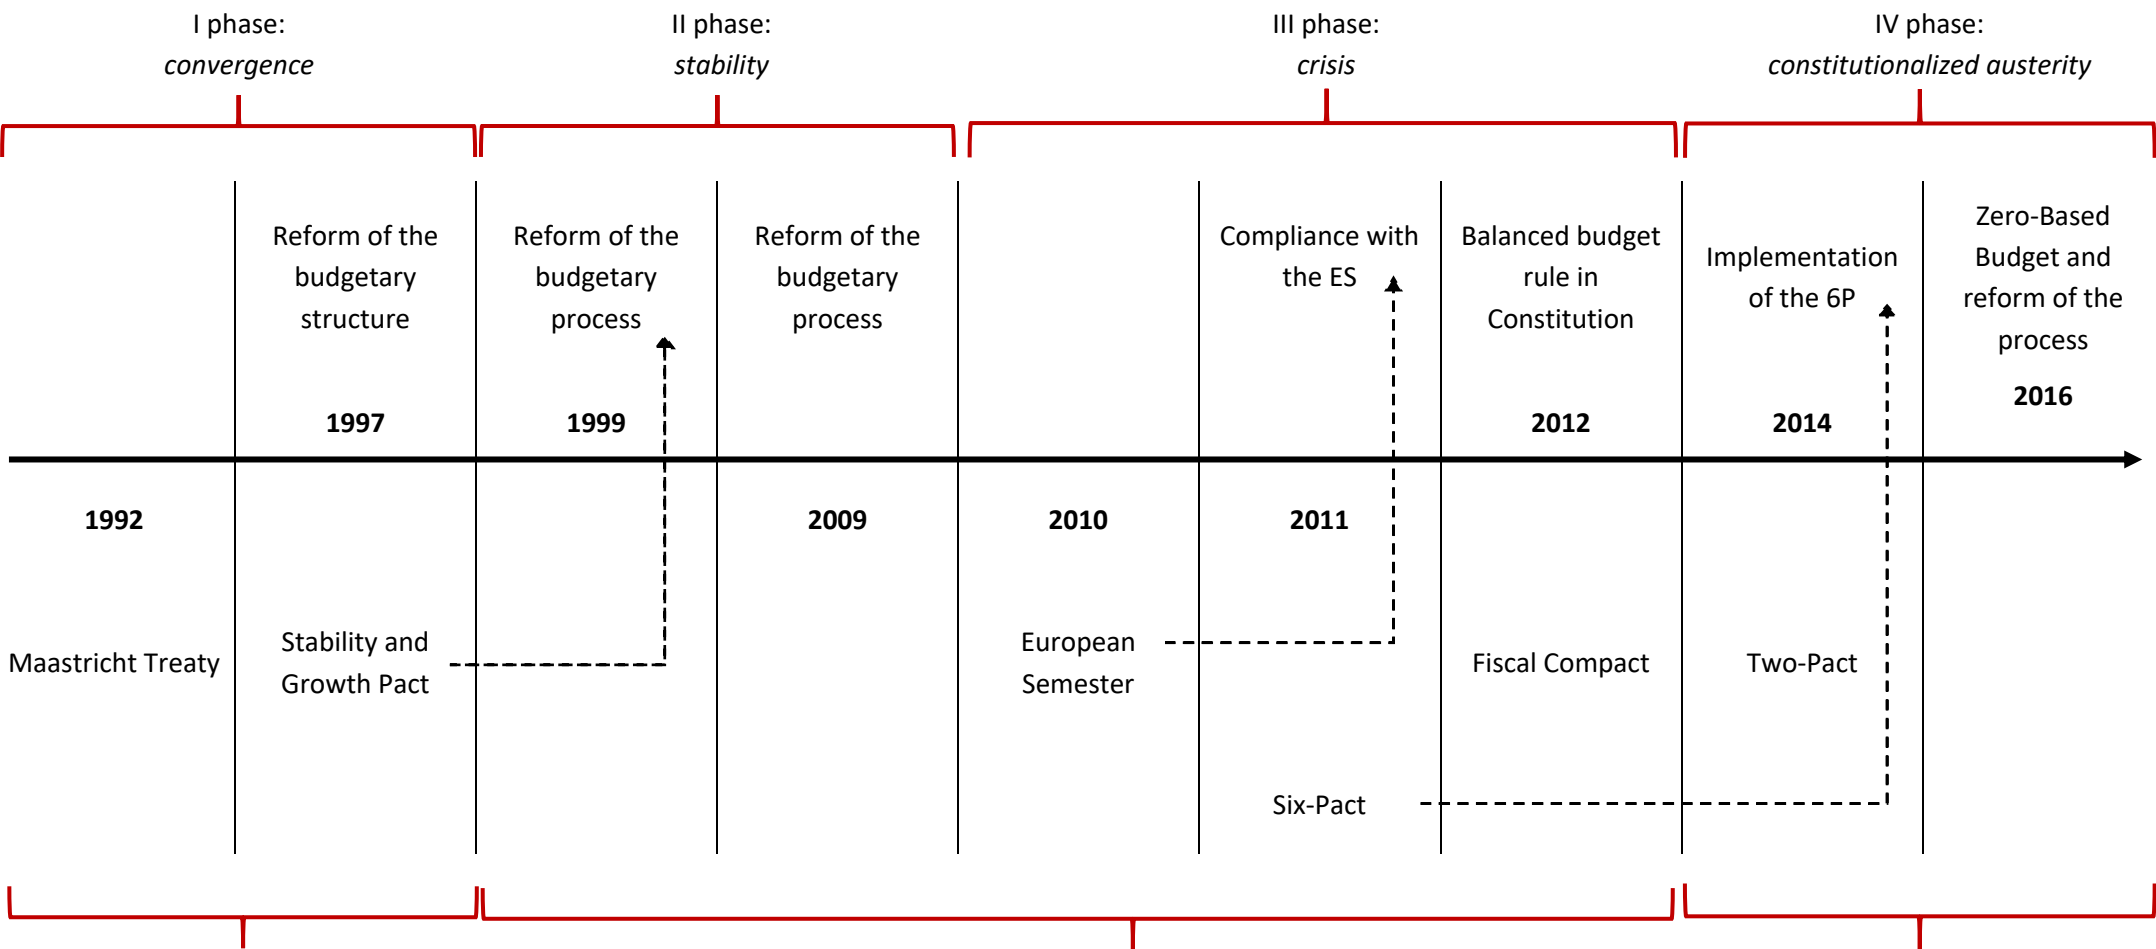 I phase:
convergence
II phase:
stability
III phase:
crisis
IV phase:
constitutionalized austerity
Reform of the
budgetary
structure
Reform of the
budgetary
process
Reform of the
budgetary
process
Compliance with
the ES
Balanced budget
rule in
Constitution
Implementation
of the 6P
Zero-Based
Budget and
reform of the
process
1997
1999
2012
2014
2016
1992
2009
2010
2011
Maastricht Treaty
Stability and
Growth Pact
European
Semester
Six-Pact
Fiscal Compact
Two-Pact